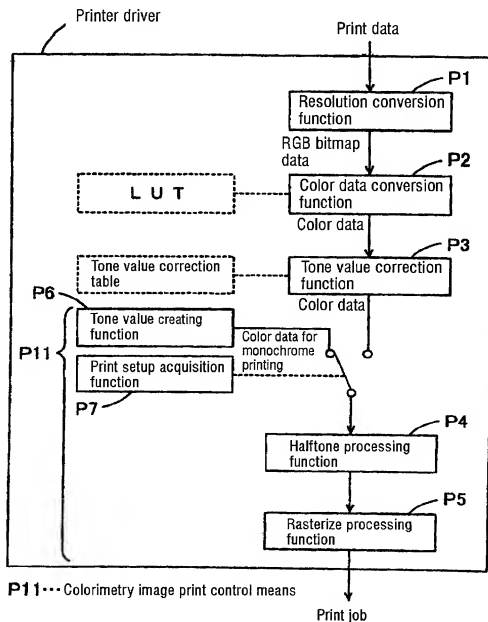 Printer driver
Print data
P1
Resolution conversion
function
RGB bitmap
data
P2
LUT
Color data conversion
function
Color data
P3
Tone value correction
table
Tone value correction
function
P6
Color data
Tone value creating
function
Color data for
monochrome
printing
P11
Print setup acquisition
function
P7
P4
Halftone processing
function
P5
Rasterize processing
function
P11··· Colorimetry image print control means
Print job